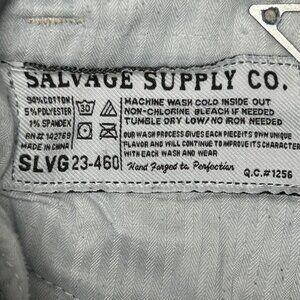 SALVAGE SUPPLY CO.
94% COTTON
5% POLYESTER
1% SPANDEX
RN# 142769
MADE IN CHINA
30
MACHINE WASH COLD INSIDE OUT
NON-CHLORINE BLEACH IF NEEDED
TUMBLE DRY LOW/NO IRON NEEDED
OUR WASH PROCESS GIVES EACH PIECE ITS OWN UNIQUE
FLAVOR AND WILL CONTINUE TO IMPROVE ITS CHARACTER
WITH EACH WASH AND WEAR
SLVG 23-460
Hand Forged to Perfection
Q.C. #1256